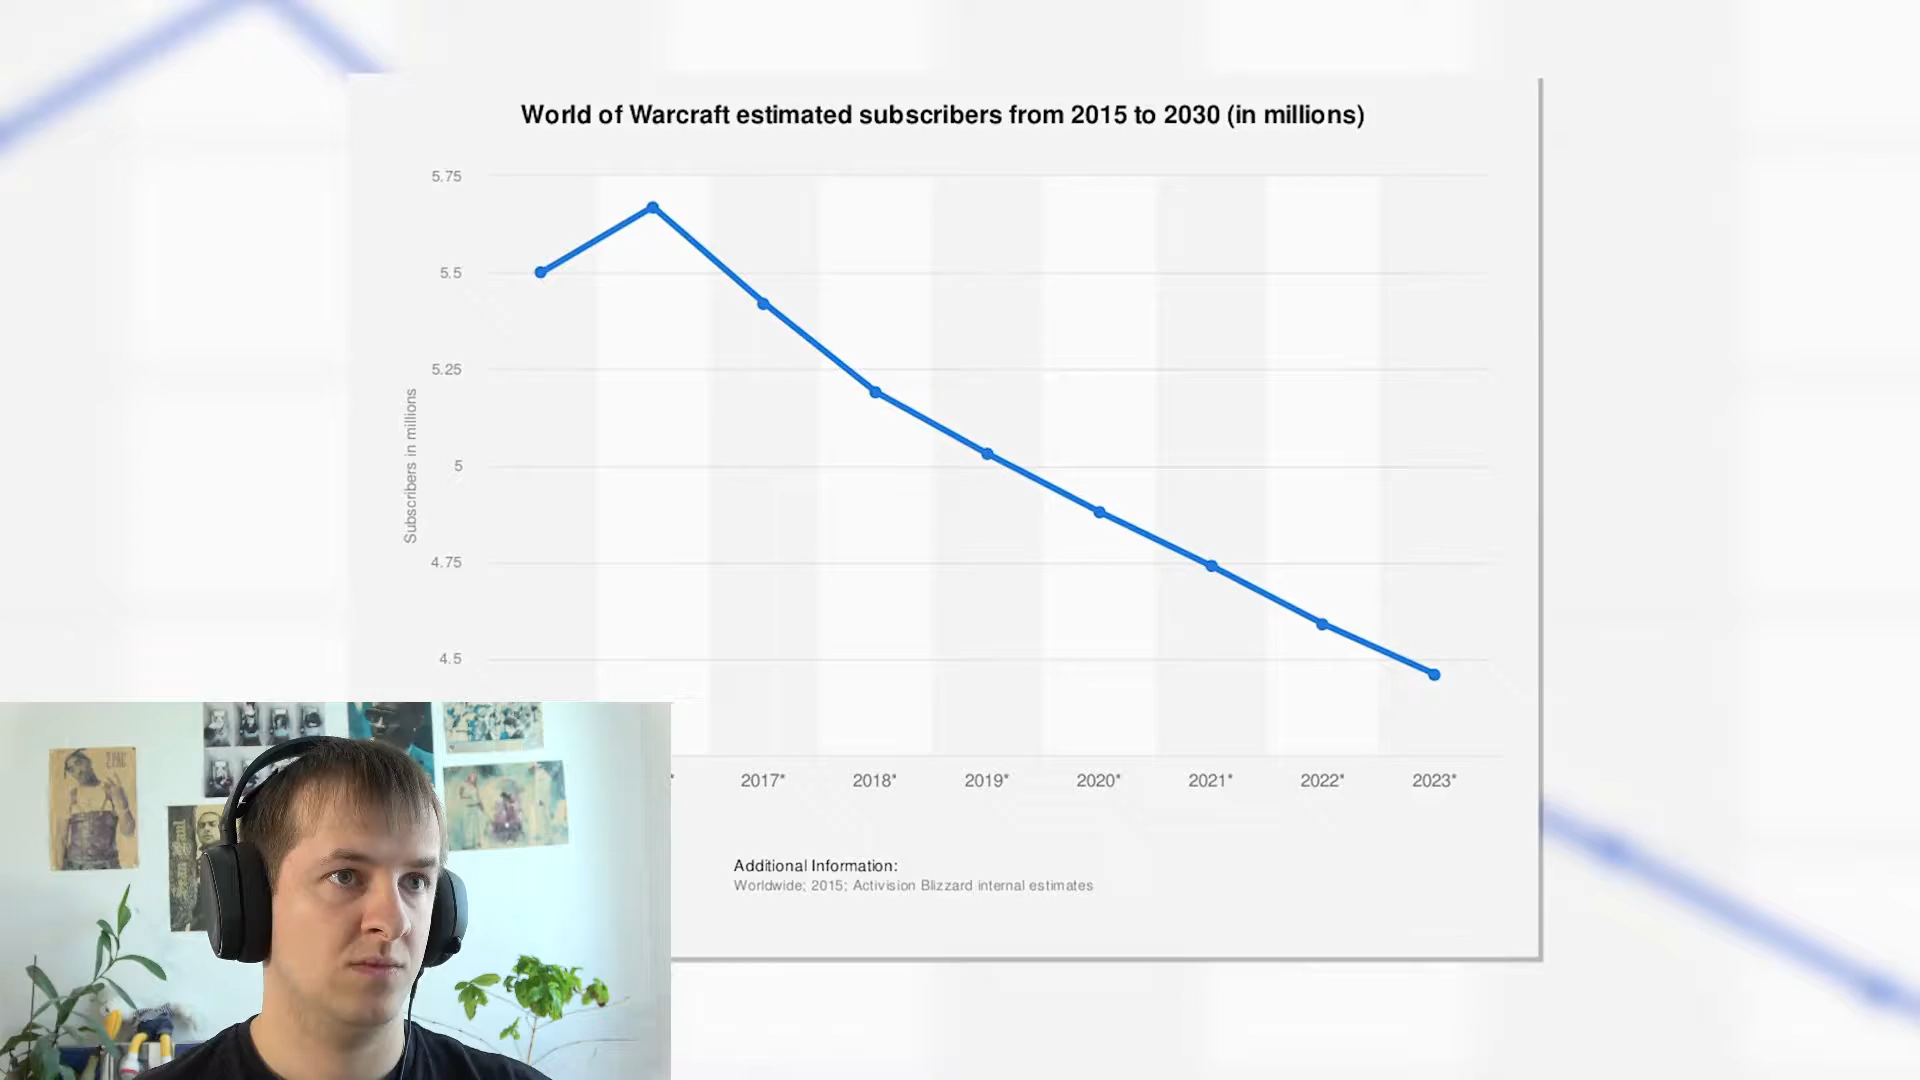 World of Warcraft estimated subscribers from 2015 to 2030 (in millions)
5.75
5.5
5.25
5
4.75
4.5
Subscribers in millions
2017* 2018* 2019* 2020* 2021* 2022* 2023*
Additional Information:
Worldwide; 2015; Activision Blizzard internal estimates
2PAC